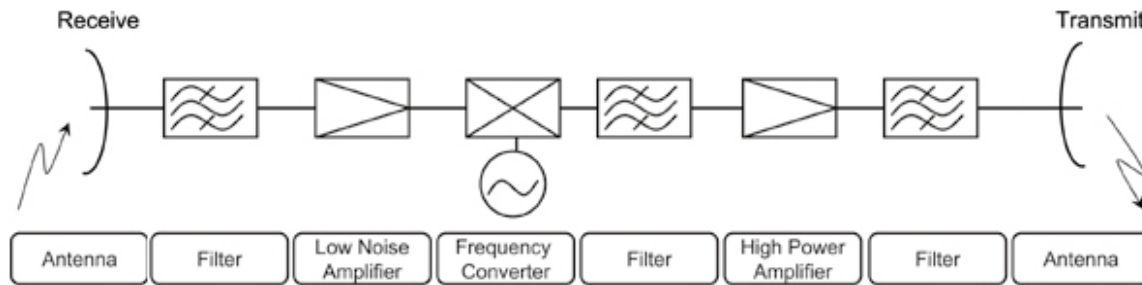 Receive
Transmit
Antenna
Filter
Low Noise
Amplifier
Frequency
Converter
Filter
High Power
Amplifier
Filter
Antenna